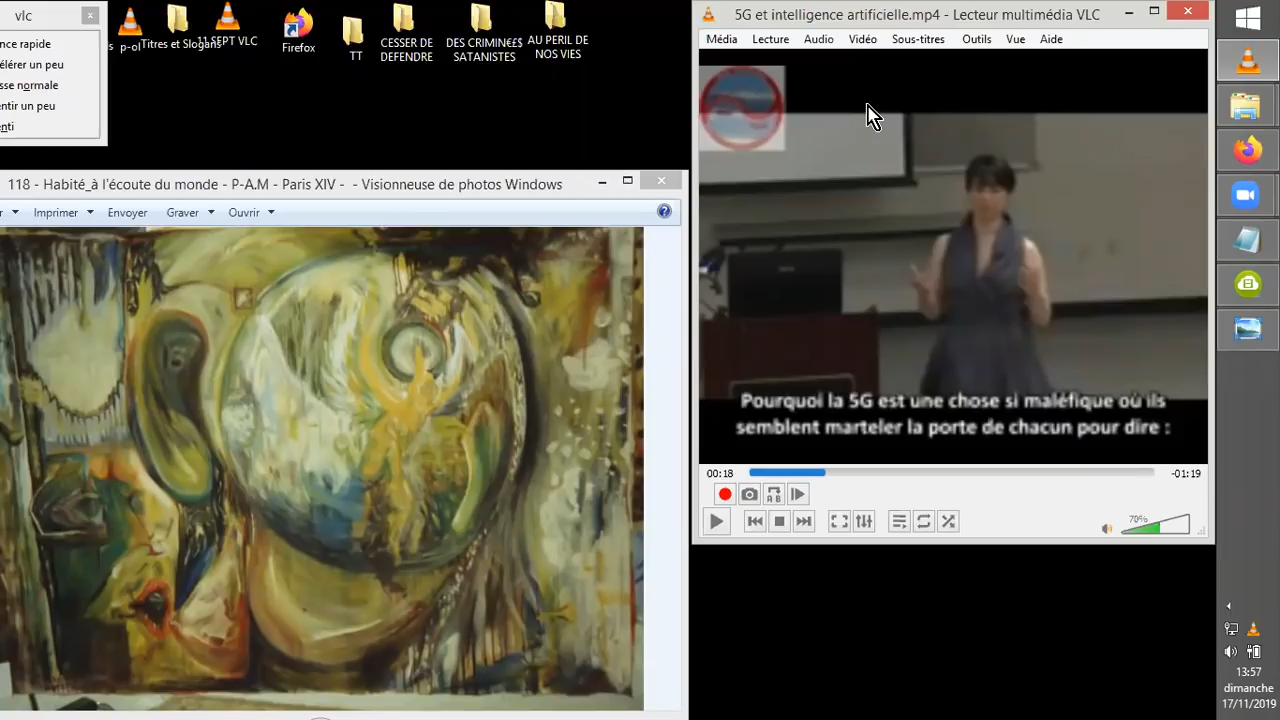 vlc
nce rapide
lérer un peu
sse normale
entir un peu
nti
p-ol
Titres et Slogans
11 SEPT VLC
Firefox
TT
CESSER DE
DEFENDRE
DES CRIMIN€£$
SATANISTES
AU PERIL DE
NOS VIES
118 - Habité_à l'écoute du monde - P-A.M - Paris XIV - - Visionneuse de photos Windows
Imprimer
Envoyer
Graver
Ouvrir
5G et intelligence artificielle.mp4 - Lecteur multimédia VLC
Média Lecture Audio Vidéo Sous-titres Outils Vue Aide
Pourquoi la 5G est une chose si maléfique où ils
semblent marteler la porte de chacun pour dire :
00:18
-01:19
A B
70%
13:57
dimanche
17/11/2019